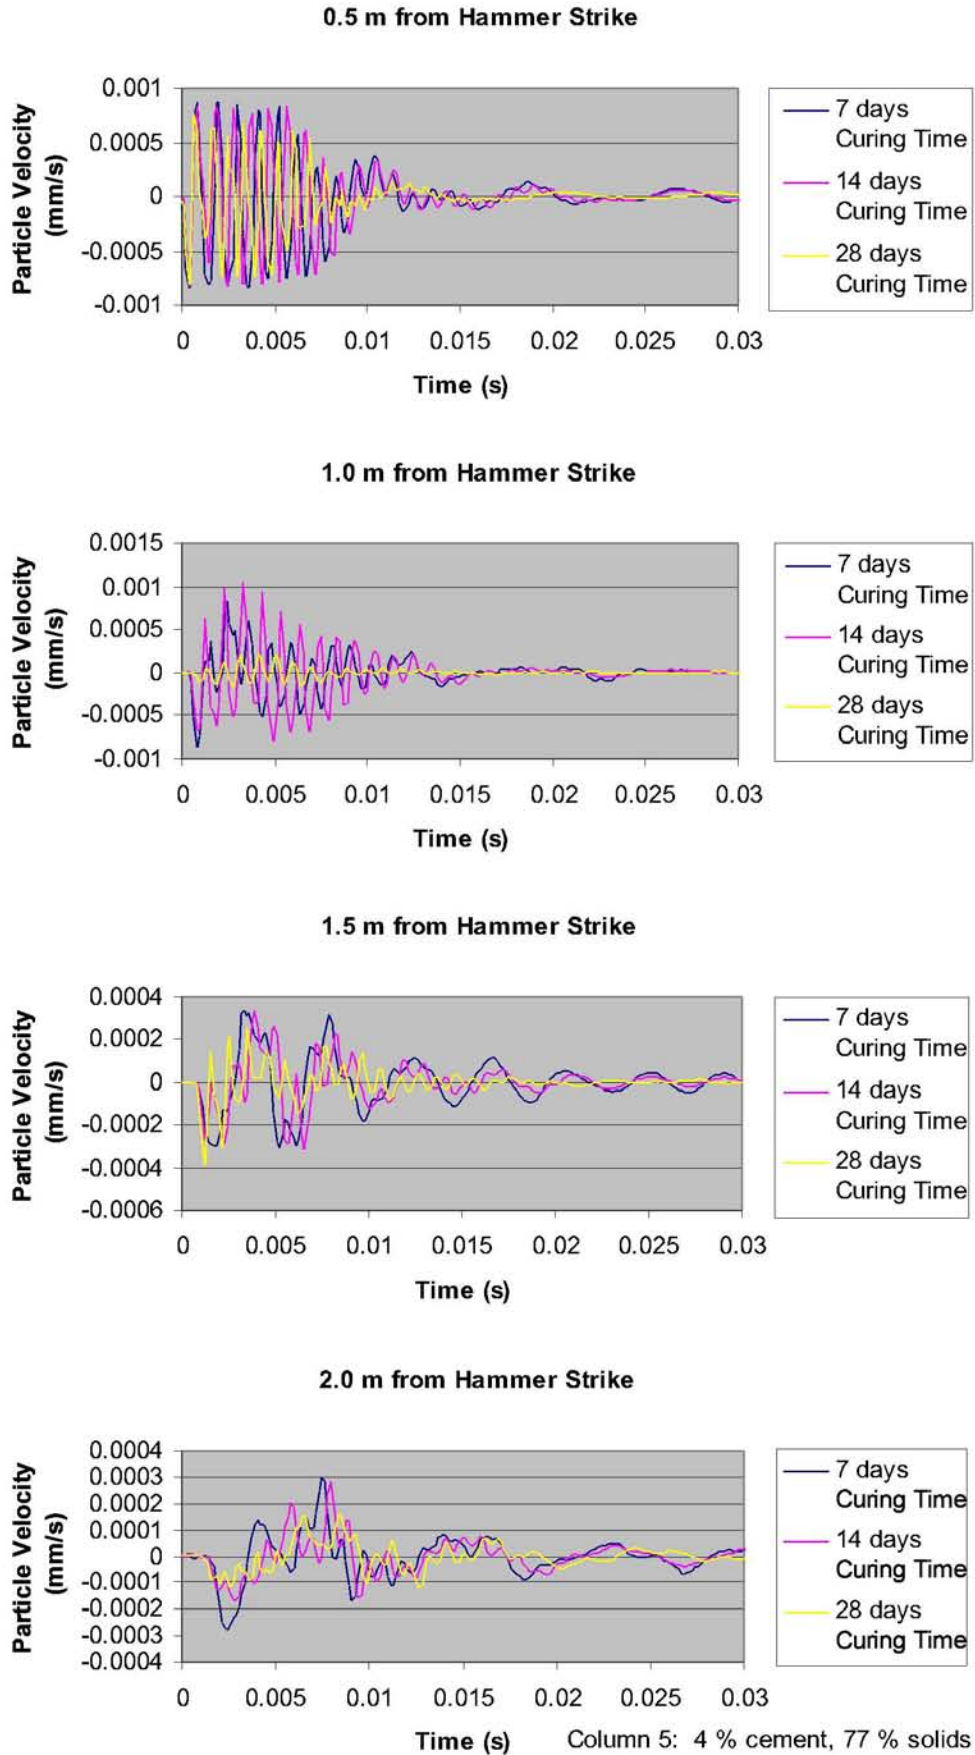 0.5 m from Hammer Strike
Particle Velocity
(mm/s)
0.001
0.0005
0
-0.0005
-0.001
0 0.005 0.01 0.015 0.02 0.025 0.03
Time (s)
7 days
Curing Time
14 days
Curing Time
28 days
Curing Time
1.0 m from Hammer Strike
Particle Velocity
(mm/s)
0.0015
0.001
0.0005
0
-0.0005
-0.001
0 0.005 0.01 0.015 0.02 0.025 0.03
Time (s)
7 days
Curing Time
14 days
Curing Time
28 days
Curing Time
1.5 m from Hammer Strike
Particle Velocity
(mm/s)
0.0004
0.0002
0
-0.0002
-0.0004
-0.0006
0 0.005 0.01 0.015 0.02 0.025 0.03
Time (s)
7 days
Curing Time
14 days
Curing Time
28 days
Curing Time
2.0 m from Hammer Strike
Particle Velocity
(mm/s)
0.0004
0.0003
0.0002
0.0001
0
-0.0001
-0.0002
-0.0003
-0.0004
0 0.005 0.01 0.015 0.02 0.025 0.03
Time (s)
7 days
Curing Time
14 days
Curing Time
28 days
Curing Time
Column 5: 4 % cement, 77 % solids